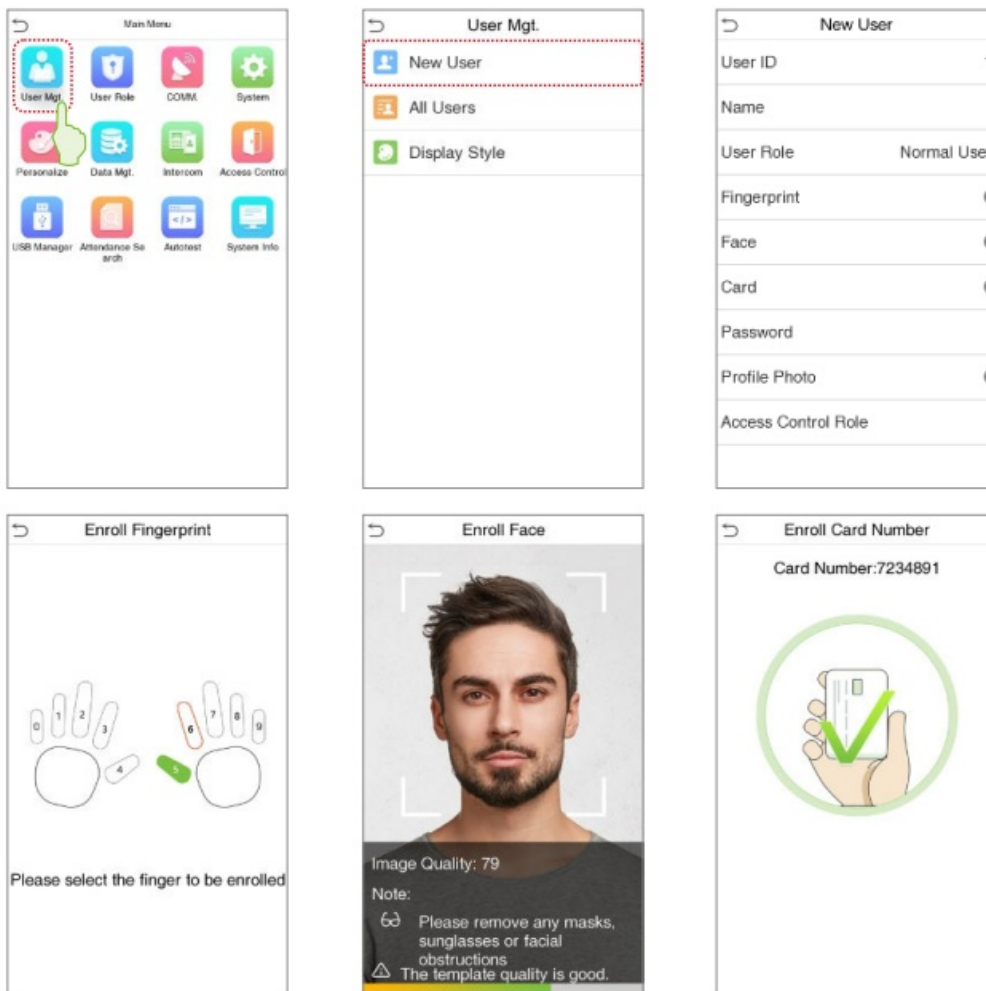 Main Menu
User Mgt.
User Role
COMM.
System
Personalize
Data Mgt.
Intercom
Access Control
USB Manager
Attendance Se
arch
Autotest
System Info
User Mgt.
New User
All Users
Display Style
New User
User ID
Name
User Role Normal Use
Fingerprint
Face
Card
Password
Profile Photo
Access Control Role
Enroll Fingerprint
0 1 2 3 4 5 6 7 8 9
Please select the finger to be enrolled
Enroll Face
Image Quality: 79
Note:
Please remove any masks,
sunglasses or facial
obstructions
The template quality is good.
Enroll Card Number
Card Number:7234891